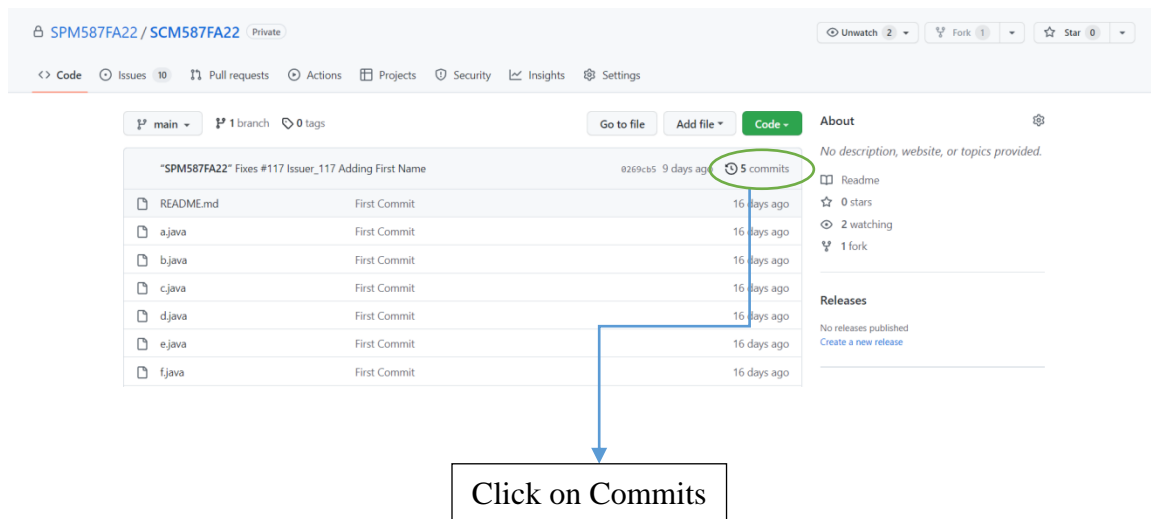 SPM587FA22 / SCM587FA22 Private
Unwatch 2 Fork 1 Star 0
<> Code Issues 10 Pull requests Actions Projects Security Insights Settings
main 1 branch 0 tags Go to file Add file Code
About
No description, website, or topics provided.
"SPM587FA22" Fixes #117 Issuer_117 Adding First Name 0269cb5 9 days ago 5 commits
Readme
README.md First Commit 16 days ago
0 stars
a.java First Commit 16 days ago
2 watching
b.java First Commit 16 days ago
1 fork
c.java First Commit 16 days ago
Releases
d.java First Commit 16 days ago
No releases published
e.java First Commit 16 days ago
Create a new release
f.java First Commit 16 days ago
Click on Commits